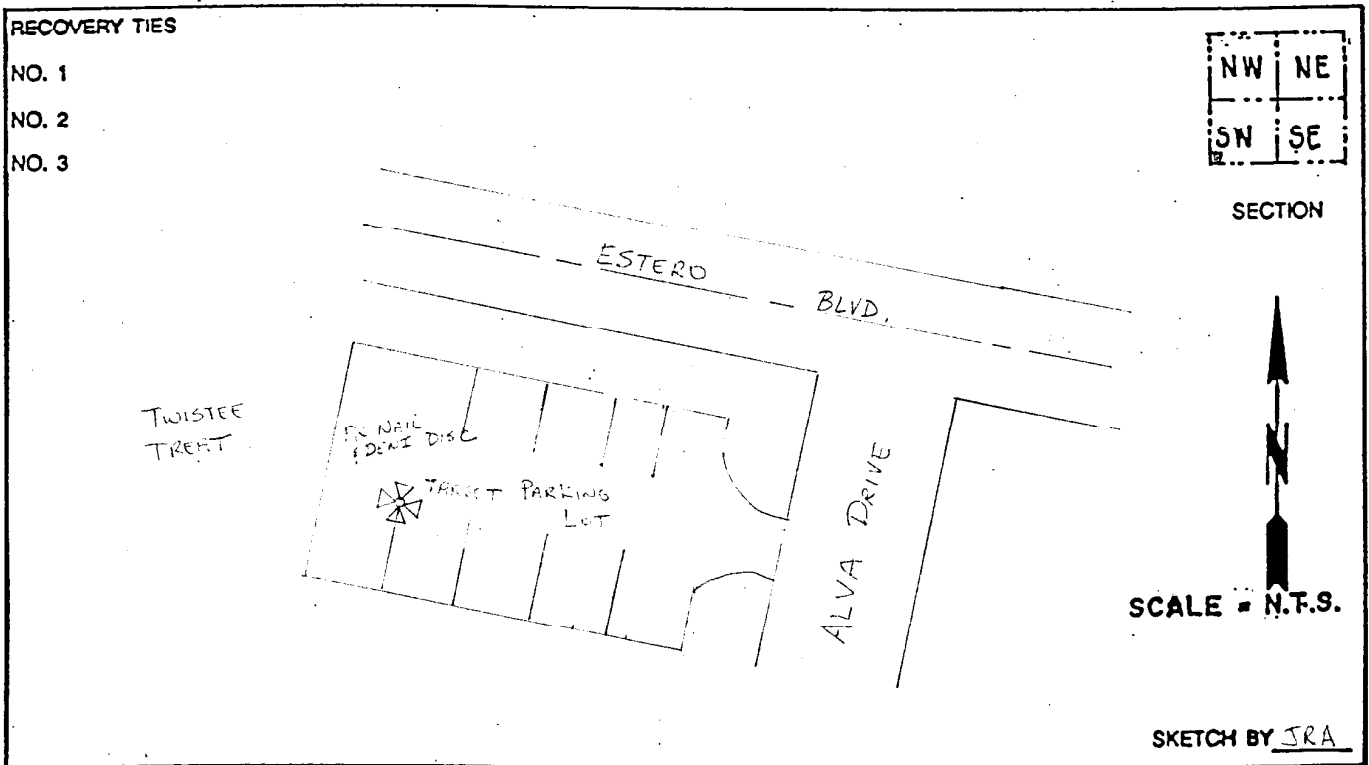 RECOVERY TIES
NO. 1
NO. 2
NO. 3
NW NE
SW SE
SECTION
ESTERO BLVD.
TWISTEE
TREAT
NAIL
& DISC
TARGET PARKING
LOT
ALVA DRIVE
N
SCALE = N.T.S.
SKETCH BY JRA